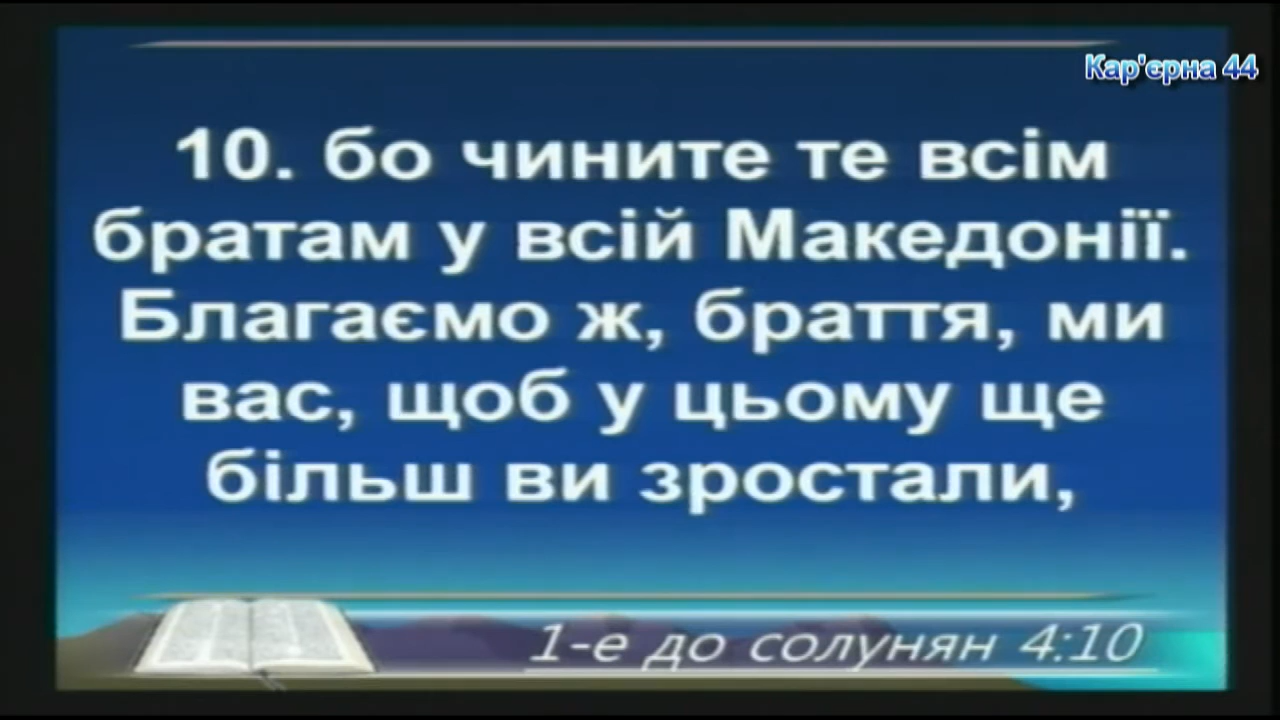 Кар'єрна 44
10. бо чините те всім
братам у всій Македонії.
Благаємо ж, браття, ми
вас, щоб у цьому ще
більш ви зростали,
1-е до солунян 4:10